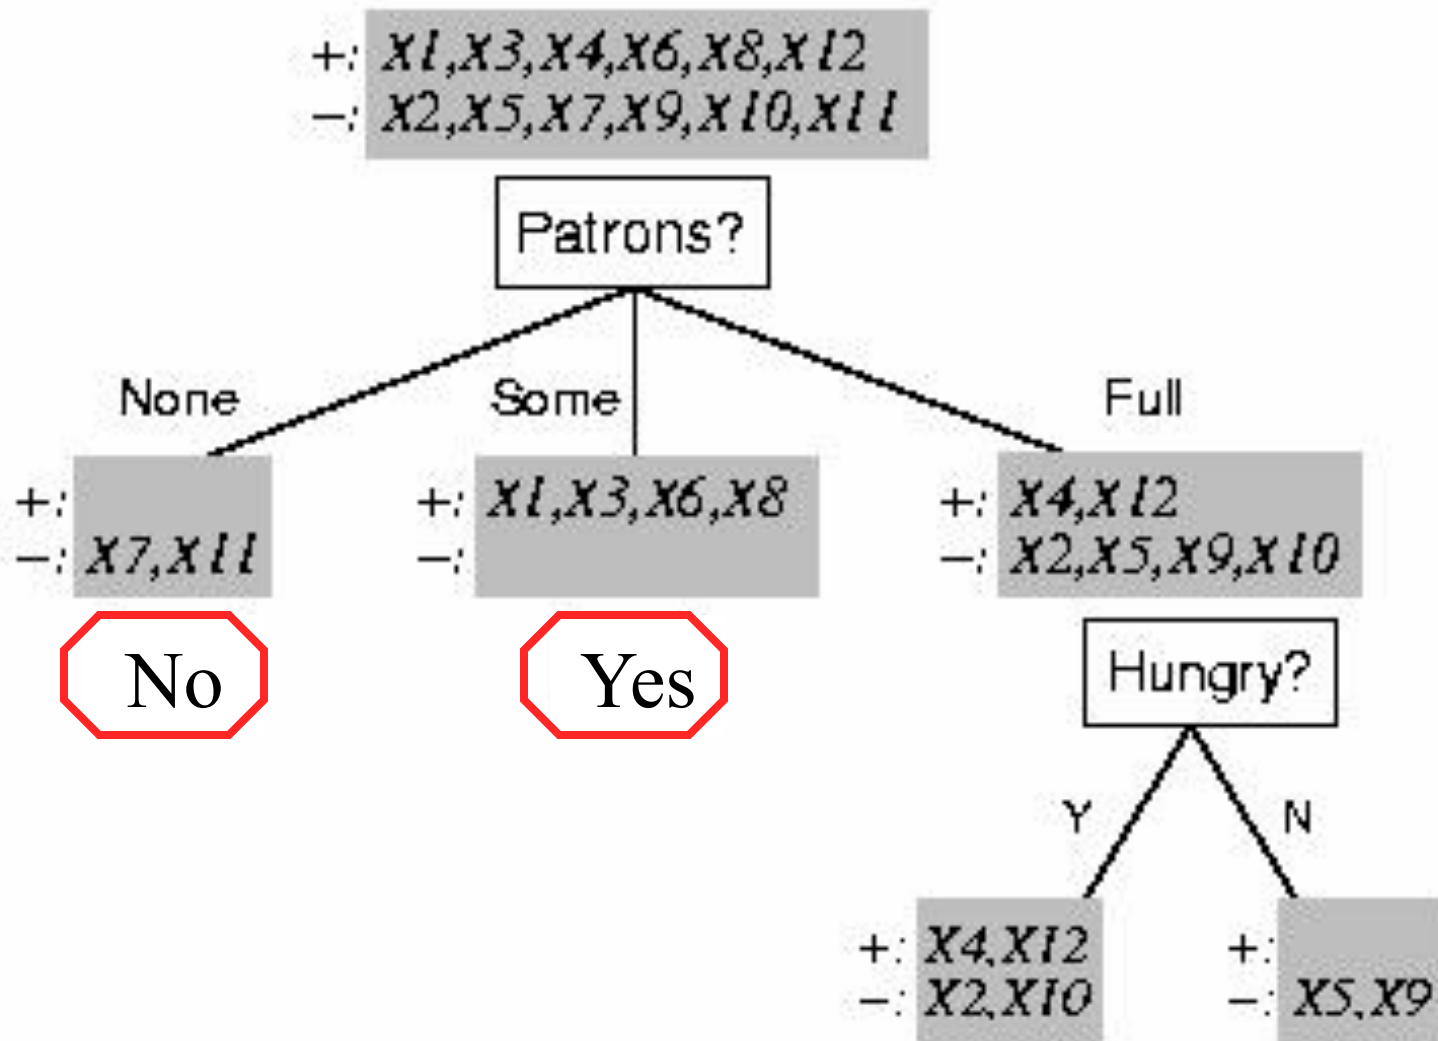 +: X1,X3,X4,X6,X8,X12
−: X2,X5,X7,X9,X10,X11
Patrons?
None Some Full
+: +: X1,X3,X6,X8 +: X4,X12
−: X7,X11 −: −: X2,X5,X9,X10
No Yes Hungry?
Y N
+: X4,X12 +:
−: X2,X10 −: X5,X9